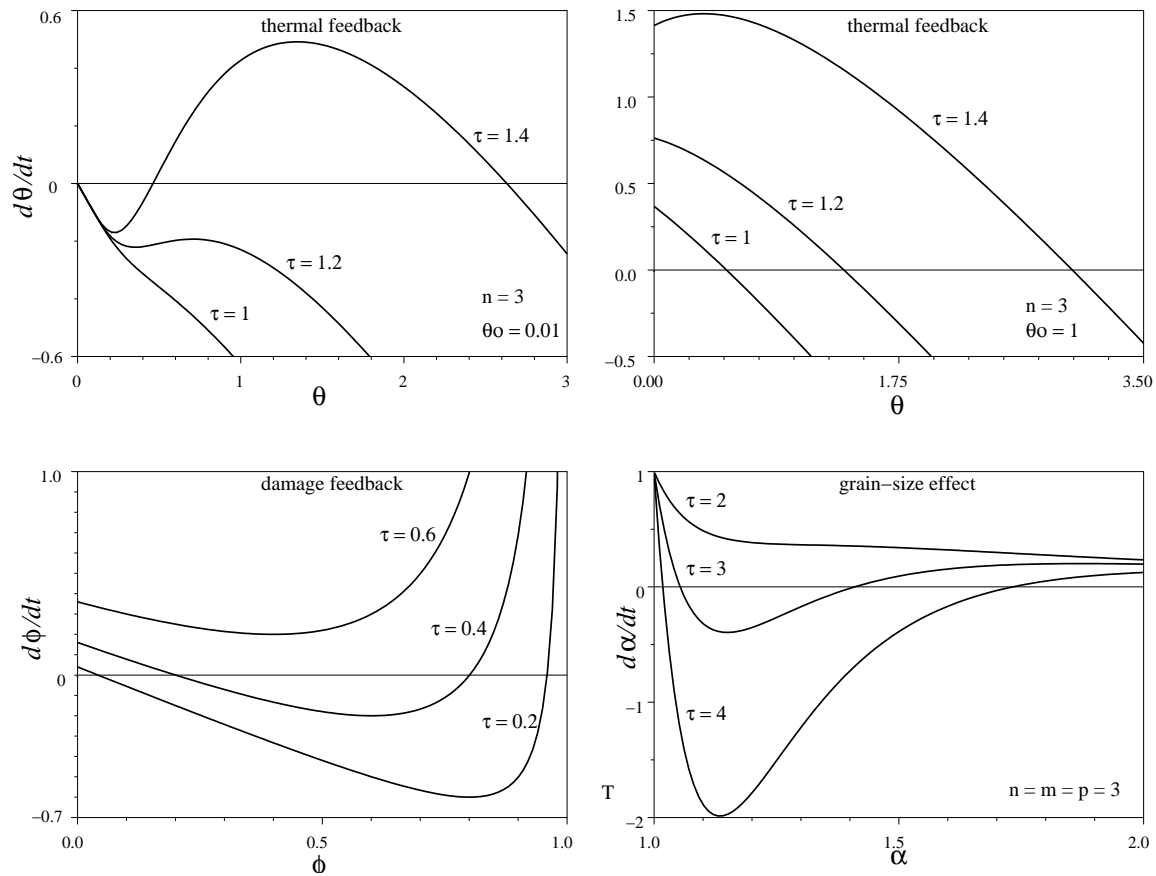 thermal feedback
0.6
0
−0.6
dθ/dt
τ = 1.4
τ = 1.2
τ = 1
n = 3
θo = 0.01
0
1
2
3
θ
thermal feedback
1.5
1.0
0.5
0.0
−0.5
τ = 1.4
τ = 1.2
τ = 1
n = 3
θo = 1
0.00
1.75
3.50
θ
damage feedback
1.0
0
−0.7
dϕ/dt
τ = 0.6
τ = 0.4
τ = 0.2
0.0
0.5
1.0
ϕ
grain−size effect
1
0
−1
−2
dα/dt
τ = 2
τ = 3
τ = 4
T
n = m = p = 3
1.0
1.5
2.0
α